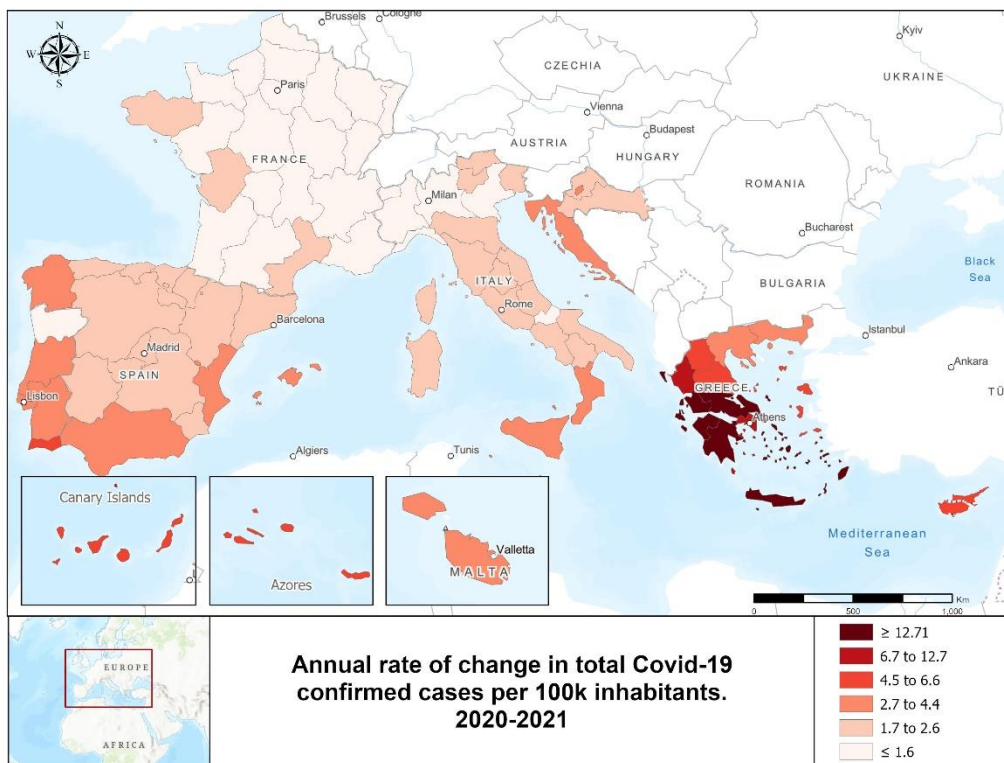 N
W
E
S
Brussels
Cologne
Kyiv
CZECHIA
UKRAINE
Paris
Vienna
Budapest
AUSTRIA
HUNGARY
FRANCE
ROMANIA
Milan
Bucharest
Black
Sea
BULGARIA
ITALY
Rome
Barcelona
Istanbul
Madrid
Ankara
SPAIN
GREECE
TÜ
Lisbon
Athens
Algiers
Tunis
Canary Islands
Azores
Valletta
MALTA
Mediterranean
Sea
Km
0
500
1,000
EUROPE
AFRICA
Annual rate of change in total Covid-19
confirmed cases per 100k inhabitants.
2020-2021
≥ 12.71
6.7 to 12.7
4.5 to 6.6
2.7 to 4.4
1.7 to 2.6
≤ 1.6